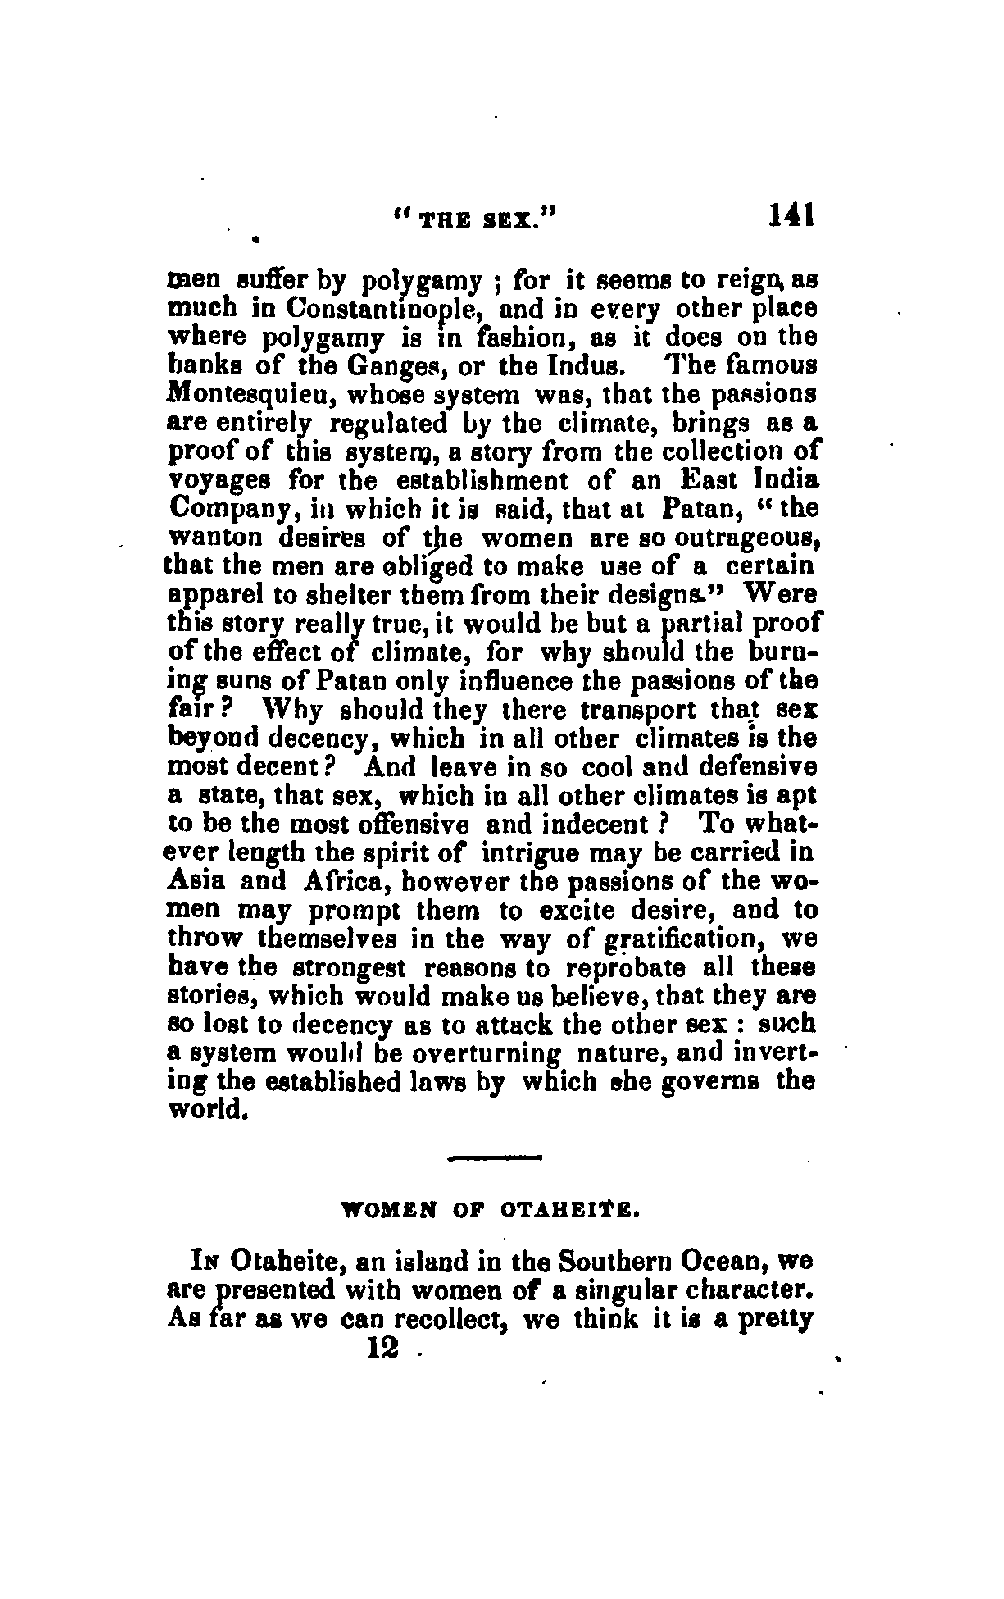 "THE SEX." 141
men suffer by polygamy ; for it seems to reign, as
much in Constantinople, and in every other place
where polygamy is in fashion, as it does on the
banks of the Ganges, or the Indus. The famous
Montesquieu, whose system was, that the passions
are entirely regulated by the climate, brings as a
proof of this system, a story from the collection of
voyages for the establishment of an East India
Company, in which it is said, that at Patan, "the
wanton desires of the women are so outrageous,
that the men are obliged to make use of a certain
apparel to shelter them from their designs." Were
this story really true, it would be but a partial proof
of the effect of climate, for why should the burn-
ing suns of Patan only influence the passions of the
fair? Why should they there transport that sex
beyond decency, which in all other climates is the
most decent? And leave in so cool and defensive
a state, that sex, which in all other climates is apt
to be the most offensive and indecent? To what-
ever length the spirit of intrigue may be carried in
Asia and Africa, however the passions of the wo-
men may prompt them to excite desire, and to
throw themselves in the way of gratification, we
have the strongest reasons to reprobate all these
stories, which would make us believe, that they are
so lost to decency as to attack the other sex : such
a system would be overturning nature, and invert-
ing the established laws by which she governs the
world.
WOMEN OF OTAHEITE.
IN Otaheite, an island in the Southern Ocean, we
are presented with women of a singular character.
As far as we can recollect, we think it is a pretty
12